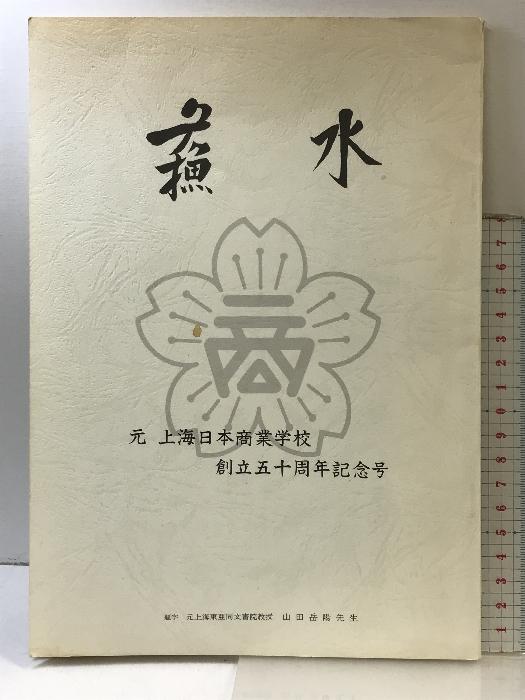 蘓水
商
元 上海日本商業学校
創立五十周年記念号
題字 元上海東亜同文書院教授 山田岳陽先生